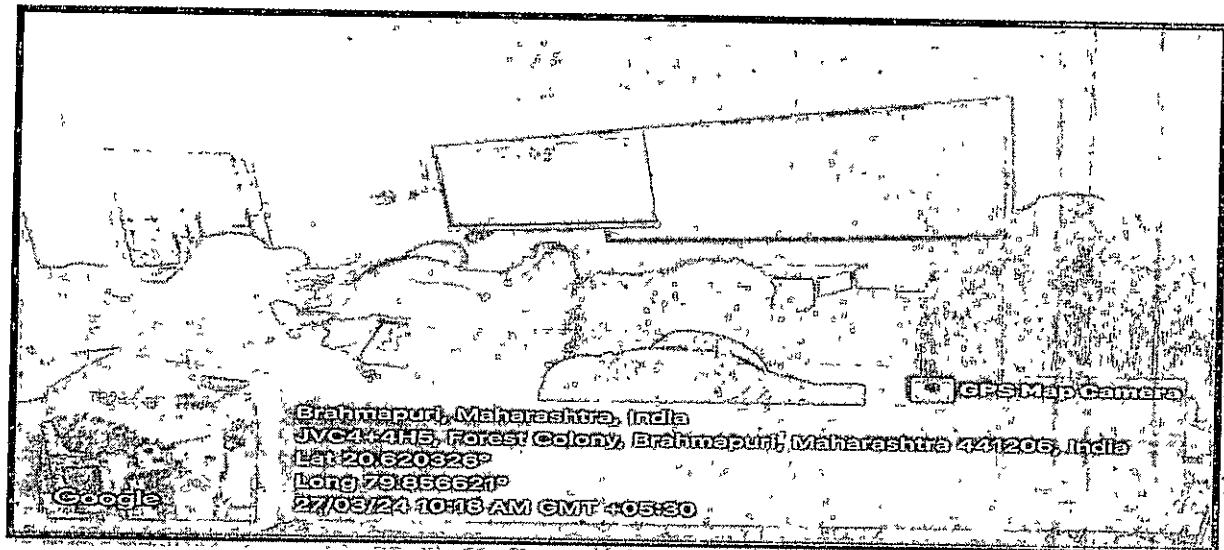 GPS Map Camera
Brahmapuri, Maharashtra, India
JVC4+4H5, Forest Colony, Brahmapuri, Maharashtra 441206, India
Lat 20.620326°
Long 79.856621°
27/03/24 10:18 AM GMT +05:30
Google